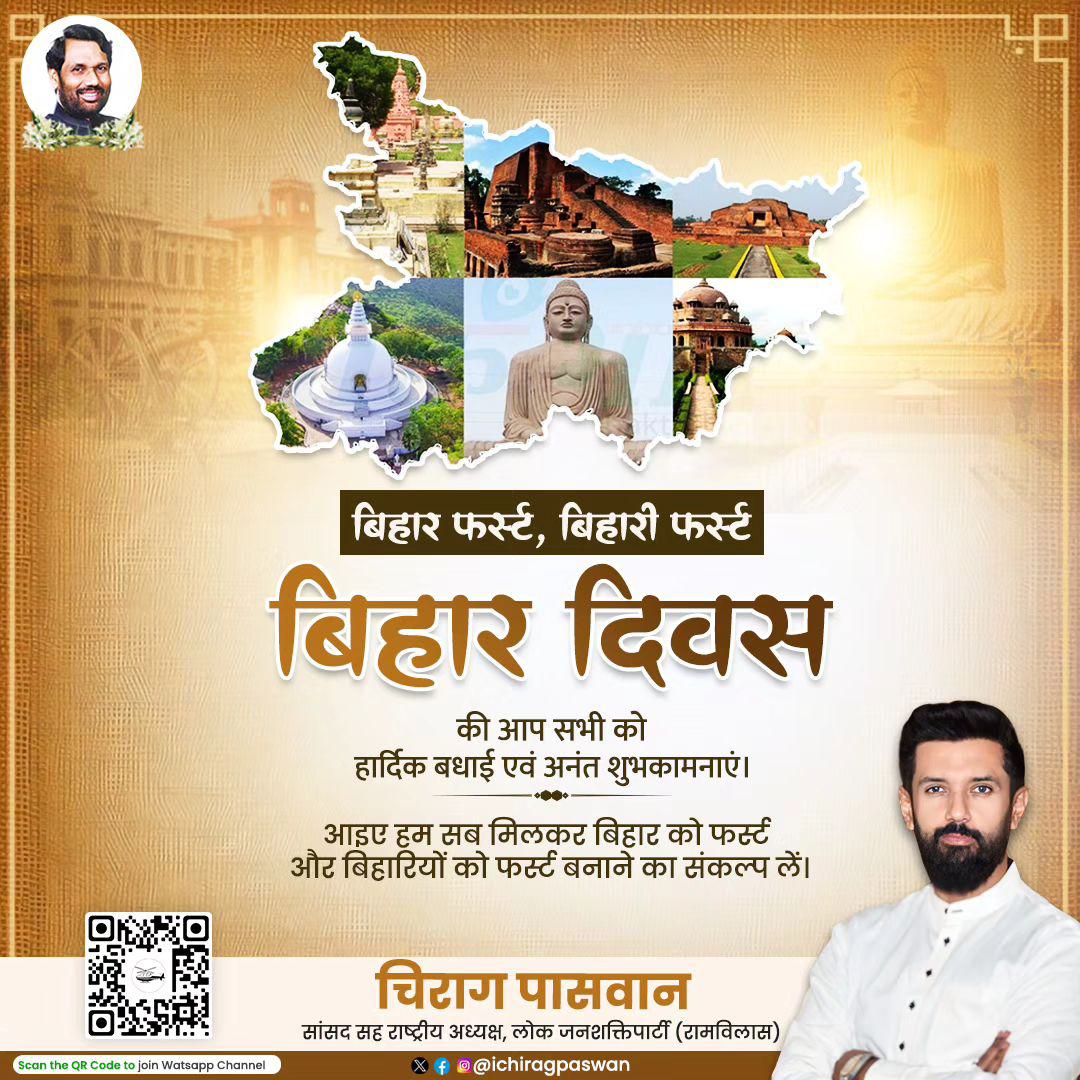 बिहार फर्स्ट, बिहारी फर्स्ट
बिहार दिवस
की आप सभी को
हार्दिक बधाई एवं अनंत शुभकामनाएं।
आइए हम सब मिलकर बिहार को फर्स्ट
और बिहारियों को फर्स्ट बनाने का संकल्प लें।
चिराग पासवान
सांसद सह राष्ट्रीय अध्यक्ष, लोक जनशक्तिपार्टी (रामविलास)
Scan the QR Code to join Watsapp Channel
@ichiragpaswan